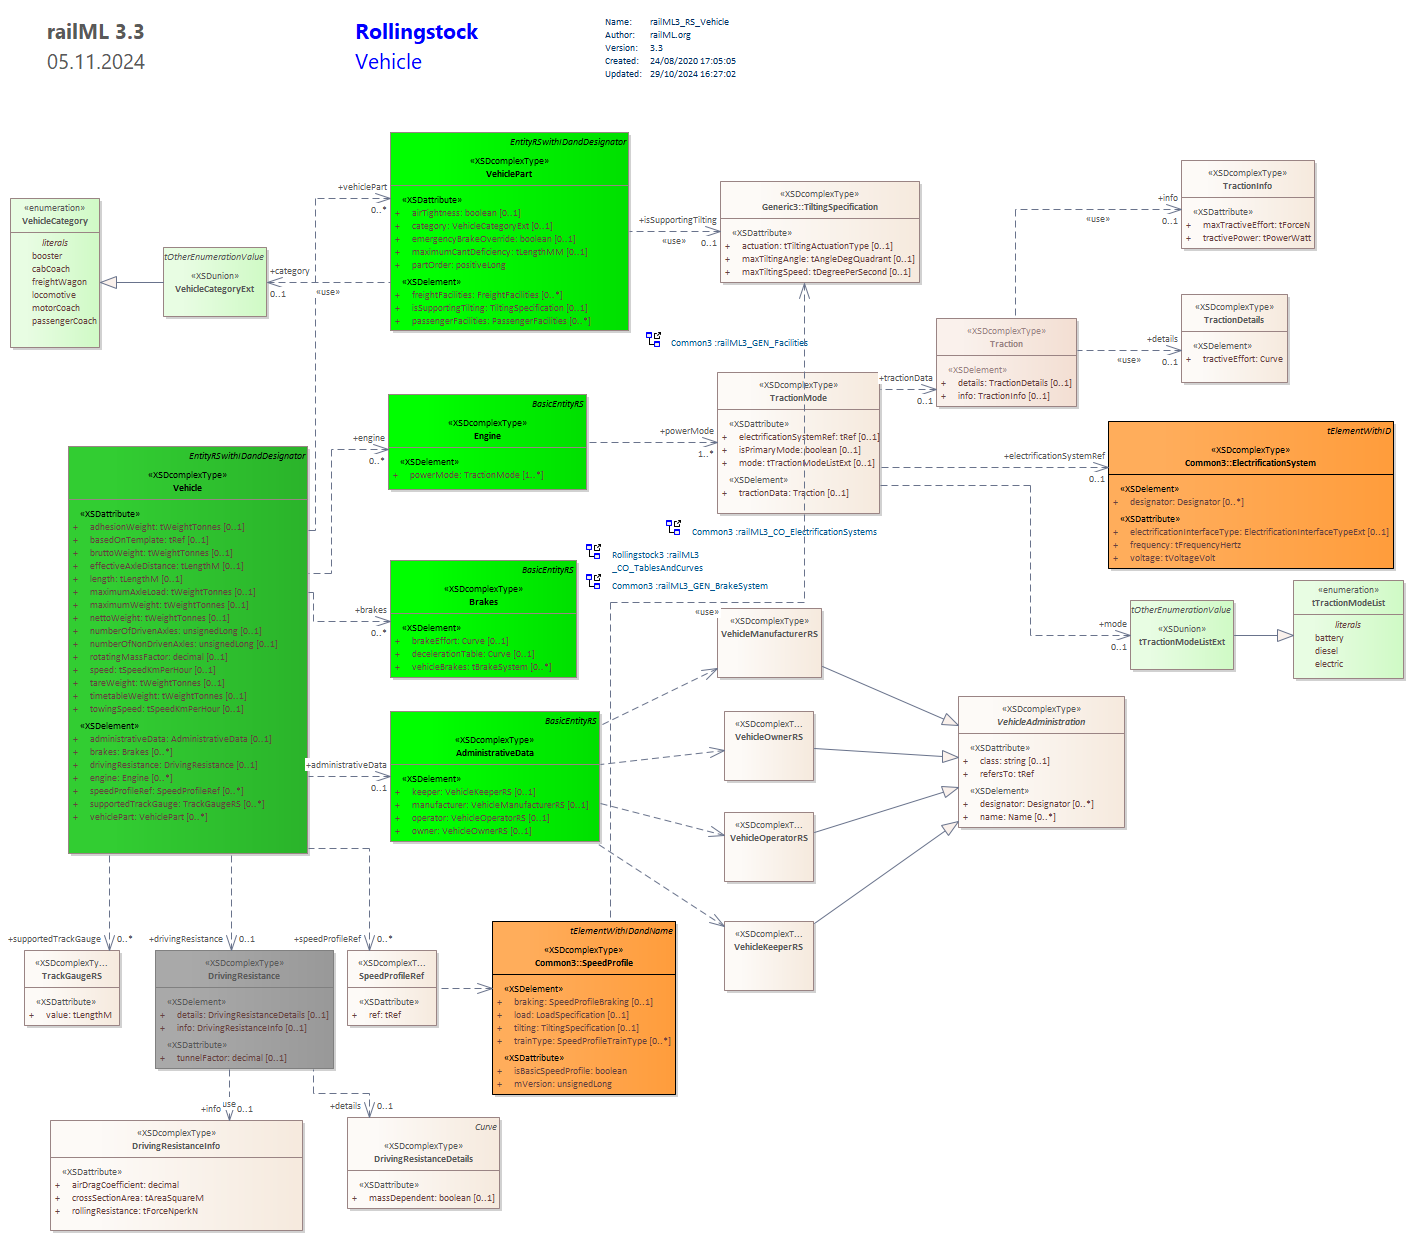 railML 3.3
05.11.2024
Rollingstock
Vehicle
Name: railML3_RS_Vehicle
Author: railML.org
Version: 3.3
Created: 24/08/2020 17:05:05
Updated: 29/10/2024 16:27:02
EntityRSwithIDandDesignator
«XSDcomplexType»
VehiclePart
«XSDattribute»
+ airTightness: boolean [0..1]
+ category: VehicleCategoryExt [0..1]
+ emergencyBrakeOverride: boolean [0..1]
+ maximumCantDeficiency: tLengthMM [0..1]
+ partOrder: positiveLong
«XSDelement»
+ freightFacilities: FreightFacilities [0..*]
+ isSupportingTilting: TiltingSpecification [0..1]
+ passengerFacilities: PassengerFacilities [0..*]
+vehiclePart
0..*
«enumeration»
VehicleCategory
literals
booster
cabCoach
freightWagon
locomotive
motorCoach
passengerCoach
tOtherEnumerationValue
«XSDunion»
VehicleCategoryExt
+category
0..1
«use»
+isSupportingTilting
«use»
0..1
«XSDcomplexType»
Generic3::TiltingSpecification
«XSDattribute»
+ actuation: tTiltingActuationType [0..1]
+ maxTiltingAngle: tAngleDegQuadrant [0..1]
+ maxTiltingSpeed: tDegreePerSecond [0..1]
+info
«use»
0..1
«XSDcomplexType»
TractionInfo
«XSDattribute»
+ maxTractiveEffort: tForceN
+ tractivePower: tPowerWatt
«XSDcomplexType»
TractionDetails
«XSDelement»
+ tractiveEffort: Curve
«XSDcomplexType»
Traction
«XSDelement»
+ details: TractionDetails [0..1]
+ info: TractionInfo [0..1]
+details
«use»
0..1
Common3 :railML3_GEN_Facilities
«XSDcomplexType»
TractionMode
«XSDattribute»
+ electrificationSystemRef: tRef [0..1]
+ isPrimaryMode: boolean [0..1]
+ mode: tTractionModeListExt [0..1]
«XSDelement»
+ tractionData: Traction [0..1]
+tractionData
0..1
BasicEntityRS
«XSDcomplexType»
Engine
«XSDelement»
+ powerMode: TractionMode [1..*]
+engine
0..*
+powerMode
1..*
+electrificationSystemRef
0..1
tElementWithID
«XSDcomplexType»
Common3::ElectrificationSystem
«XSDelement»
+ designator: Designator [0..*]
«XSDattribute»
+ electrificationInterfaceType: ElectrificationInterfaceTypeExt [0..1]
+ frequency: tFrequencyHertz
+ voltage: tVoltageVolt
EntityRSwithIDandDesignator
«XSDcomplexType»
Vehicle
«XSDattribute»
+ adhesionWeight: tWeightTonnes [0..1]
+ basedOnTemplate: tRef [0..1]
+ bruttoWeight: tWeightTonnes [0..1]
+ effectiveAxleDistance: tLengthM [0..1]
+ length: tLengthM [0..1]
+ maximumAxleLoad: tWeightTonnes [0..1]
+ maximumWeight: tWeightTonnes [0..1]
+ nettoWeight: tWeightTonnes [0..1]
+ numberOfDrivenAxles: unsignedLong [0..1]
+ numberOfNonDrivenAxles: unsignedLong [0..1]
+ rotatingMassFactor: decimal [0..1]
+ speed: tSpeedKmPerHour [0..1]
+ tareWeight: tWeightTonnes [0..1]
+ timetableWeight: tWeightTonnes [0..1]
+ towingSpeed: tSpeedKmPerHour [0..1]
«XSDelement»
+ administrativeData: AdministrativeData [0..1]
+ brakes: Brakes [0..*]
+ drivingResistance: DrivingResistance [0..1]
+ engine: Engine [0..*]
+ speedProfileRef: SpeedProfileRef [0..*]
+ supportedTrackGauge: TrackGaugeRS [0..*]
+ vehiclePart: VehiclePart [0..*]
Common3 :railML3_CO_ElectrificationSystems
Rollingstock3 :railML3
_CO_TablesAndCurves
Common3 :railML3_GEN_BrakeSystem
BasicEntityRS
«XSDcomplexType»
Brakes
«XSDelement»
+ brakeEffort: Curve [0..1]
+ decelerationTable: Curve [0..1]
+ vehicleBrakes: tBrakeSystem [0..*]
+brakes
0..*
«use»
«XSDcomplexType»
VehicleManufacturerRS
+mode
0..1
tOtherEnumerationValue
«XSDunion»
tTractionModeListExt
«enumeration»
tTractionModeList
literals
battery
diesel
electric
BasicEntityRS
«XSDcomplexType»
AdministrativeData
«XSDelement»
+ keeper: VehicleKeeperRS [0..1]
+ manufacturer: VehicleManufacturerRS [0..1]
+ operator: VehicleOperatorRS [0..1]
+ owner: VehicleOwnerRS [0..1]
+administrativeData
0..1
«XSDcomplexT...
VehicleOwnerRS
«XSDcomplexT...
VehicleOperatorRS
«XSDcomplexT...
VehicleKeeperRS
«XSDcomplexType»
VehicleAdministration
«XSDattribute»
+ class: string [0..1]
+ refersTo: tRef
«XSDelement»
+ designator: Designator [0..*]
+ name: Name [0..*]
+supportedTrackGauge 0..*
+drivingResistance 0..1
+speedProfileRef 0..*
«XSDcomplexTy...
TrackGaugeRS
«XSDattribute»
+ value: tLengthM
«XSDcomplexType»
DrivingResistance
«XSDelement»
+ details: DrivingResistanceDetails [0..1]
+ info: DrivingResistanceInfo [0..1]
«XSDattribute»
+ tunnelFactor: decimal [0..1]
«XSDcomplexT...
SpeedProfileRef
«XSDattribute»
+ ref: tRef
tElementWithIDandName
«XSDcomplexType»
Common3::SpeedProfile
«XSDelement»
+ braking: SpeedProfileBraking [0..1]
+ load: LoadSpecification [0..1]
+ tilting: TiltingSpecification [0..1]
+ trainType: SpeedProfileTrainType [0..*]
«XSDattribute»
+ isBasicSpeedProfile: boolean
+ mVersion: unsignedLong
+info use 0..1
+details 0..1
«XSDcomplexType»
DrivingResistanceInfo
«XSDattribute»
+ airDragCoefficient: decimal
+ crossSectionArea: tAreaSquareM
+ rollingResistance: tForceNperkN
Curve
«XSDcomplexType»
DrivingResistanceDetails
«XSDattribute»
+ massDependent: boolean [0..1]